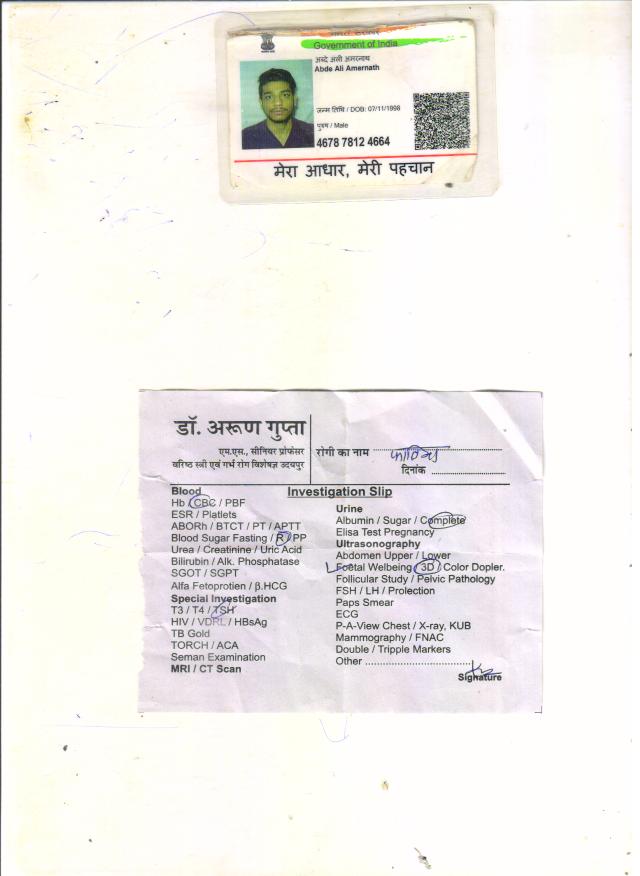 भारत सरकार
Government of India
अब्दे अली अमरनाथ
Abde Ali Amernath
जन्म तिथि / DOB: 07/11/1998
पुरुष / Male
4678 7812 4664
मेरा आधार, मेरी पहचान
डॉ. अरूण गुप्ता
एम.एस., सीनियर प्रोफेसर
वरिष्ठ स्त्री एवं गर्भ रोग विशेषज्ञ उदयपुर
रोगी का नाम
दिनांक
Investigation Slip
Blood
Hb / CBC / PBF
ESR / Platlets
ABORh / BTCT / PT / APTT
Blood Sugar Fasting / R / PP
Urea / Creatinine / Uric Acid
Bilirubin / Alk. Phosphatase
SGOT / SGPT
Alfa Fetoprotien / β.HCG
Special Investigation
T3 / T4 / TSH
HIV / VDRL / HBsAg
TB Gold
TORCH / ACA
Seman Examination
MRI / CT Scan
Urine
Albumin / Sugar / Complete
Elisa Test Pregnancy
Ultrasonography
Abdomen Upper / Lower
Foetal Welbeing / 3D / Color Dopler.
Follicular Study / Pelvic Pathology
FSH / LH / Prolection
Paps Smear
ECG
P-A-View Chest / X-ray, KUB
Mammography / FNAC
Double / Tripple Markers
Other
Signature